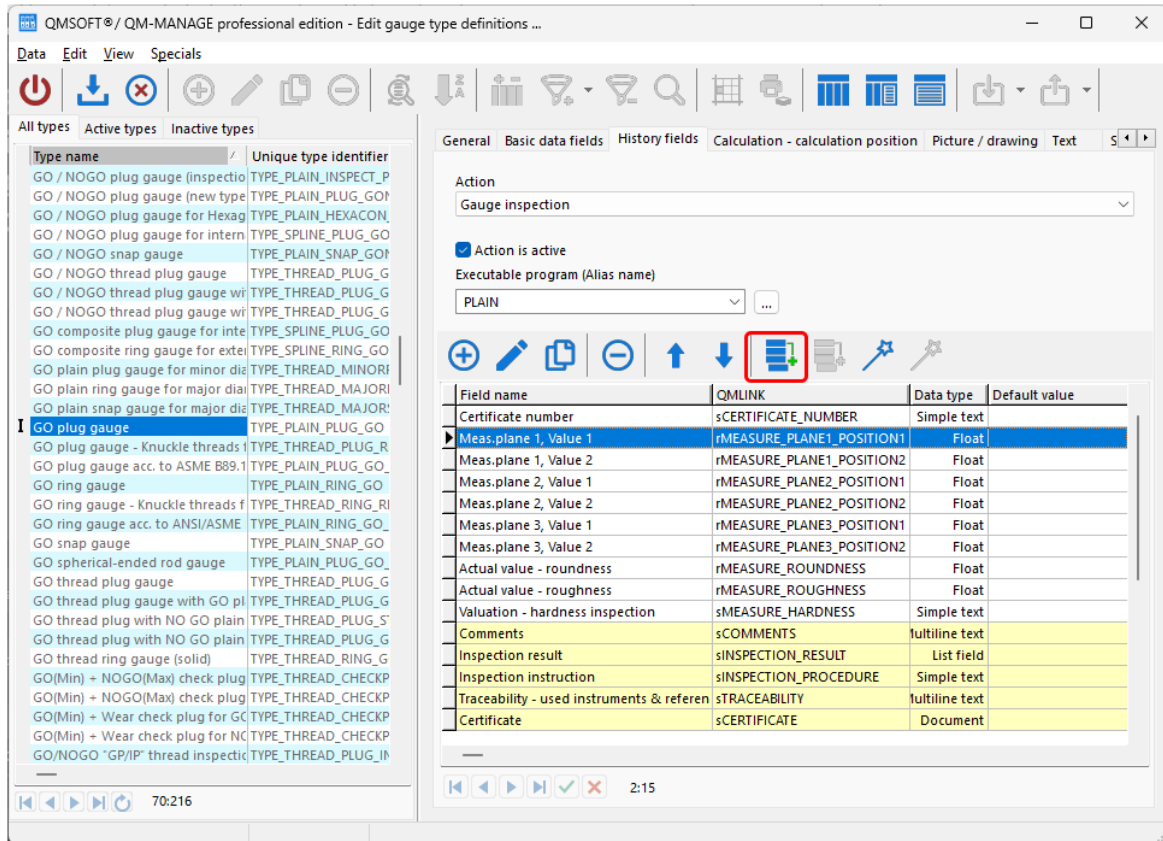 QMSOFT®/ QM-MANAGE professional edition - Edit gauge type definitions ...
Data Edit View Specials
All types Active types Inactive types
Type name Unique type identifier
GO / NOGO plug gauge (inspectio TYPE_PLAIN_INSPECT_P
GO / NOGO plug gauge (new type TYPE_PLAIN_PLUG_GON
GO / NOGO plug gauge for Hexag TYPE_PLAIN_HEXACON_
GO / NOGO plug gauge for intern TYPE_SPLINE_PLUG_GO
GO / NOGO snap gauge TYPE_PLAIN_SNAP_GON
GO / NOGO thread plug gauge TYPE_THREAD_PLUG_G
GO / NOGO thread plug gauge wi TYPE_THREAD_PLUG_G
GO / NOGO thread plug gauge wi TYPE_THREAD_PLUG_G
GO composite plug gauge for inte TYPE_SPLINE_PLUG_GO
GO composite ring gauge for exter TYPE_SPLINE_RING_GO
GO plain plug gauge for minor dia TYPE_THREAD_MINORP
GO plain ring gauge for major diar TYPE_THREAD_MAJORI
GO plain snap gauge for major dia TYPE_THREAD_MAJORS
GO plug gauge TYPE_PLAIN_PLUG_GO
GO plug gauge - Knuckle threads f TYPE_THREAD_PLUG_R
GO plug gauge acc. to ASME B89.1 TYPE_PLAIN_PLUG_GO_
GO ring gauge TYPE_PLAIN_RING_GO
GO ring gauge - Knuckle threads f TYPE_THREAD_RING_RI
GO ring gauge acc. to ANSI/ASME TYPE_PLAIN_RING_GO_
GO snap gauge TYPE_PLAIN_SNAP_GO
GO spherical-ended rod gauge TYPE_PLAIN_PLUG_GO_
GO thread plug gauge TYPE_THREAD_PLUG_G
GO thread plug gauge with GO pl TYPE_THREAD_PLUG_G
GO thread plug with NO GO plain TYPE_THREAD_PLUG_S
GO thread plug with NO GO plain TYPE_THREAD_PLUG_G
GO thread ring gauge (solid) TYPE_THREAD_RING_G
GO(Min) + NOGO(Max) check plug TYPE_THREAD_CHECKP
GO(Min) + Wear check plug for GO TYPE_THREAD_CHECKP
GO(Min) + Wear check plug for NO TYPE_THREAD_CHECKP
GO/NOGO "GP/IP" thread inspectic TYPE_THREAD_PLUG_IN
70:216
General Basic data fields History fields Calculation - calculation position Picture / drawing Text S
Action
Gauge inspection
Action is active
Executable program (Alias name)
PLAIN ...
Field name QMLINK Data type Default value
Certificate number sCERTIFICATE_NUMBER Simple text
Meas.plane 1, Value 1 rMEASURE_PLANE1_POSITION1 Float
Meas.plane 1, Value 2 rMEASURE_PLANE1_POSITION2 Float
Meas.plane 2, Value 1 rMEASURE_PLANE2_POSITION1 Float
Meas.plane 2, Value 2 rMEASURE_PLANE2_POSITION2 Float
Meas.plane 3, Value 1 rMEASURE_PLANE3_POSITION1 Float
Meas.plane 3, Value 2 rMEASURE_PLANE3_POSITION2 Float
Actual value - roundness rMEASURE_ROUNDNESS Float
Actual value - roughness rMEASURE_ROUGHNESS Float
Valuation - hardness inspection sMEASURE_HARDNESS Simple text
Comments sCOMMENTS Multiline text
Inspection result sINSPECTION_RESULT List field
Inspection instruction sINSPECTION_PROCEDURE Simple text
Traceability - used instruments & referen sTRACEABILITY Multiline text
Certificate sCERTIFICATE Document
2:15